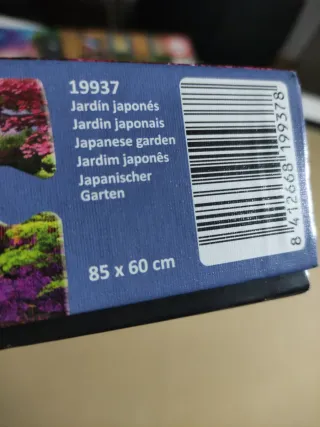 19937
Jardín japonés
Jardin japonais
Japanese garden
Jardim japonês
Japanischer
Garten
85 x 60 cm
8 412668 199378